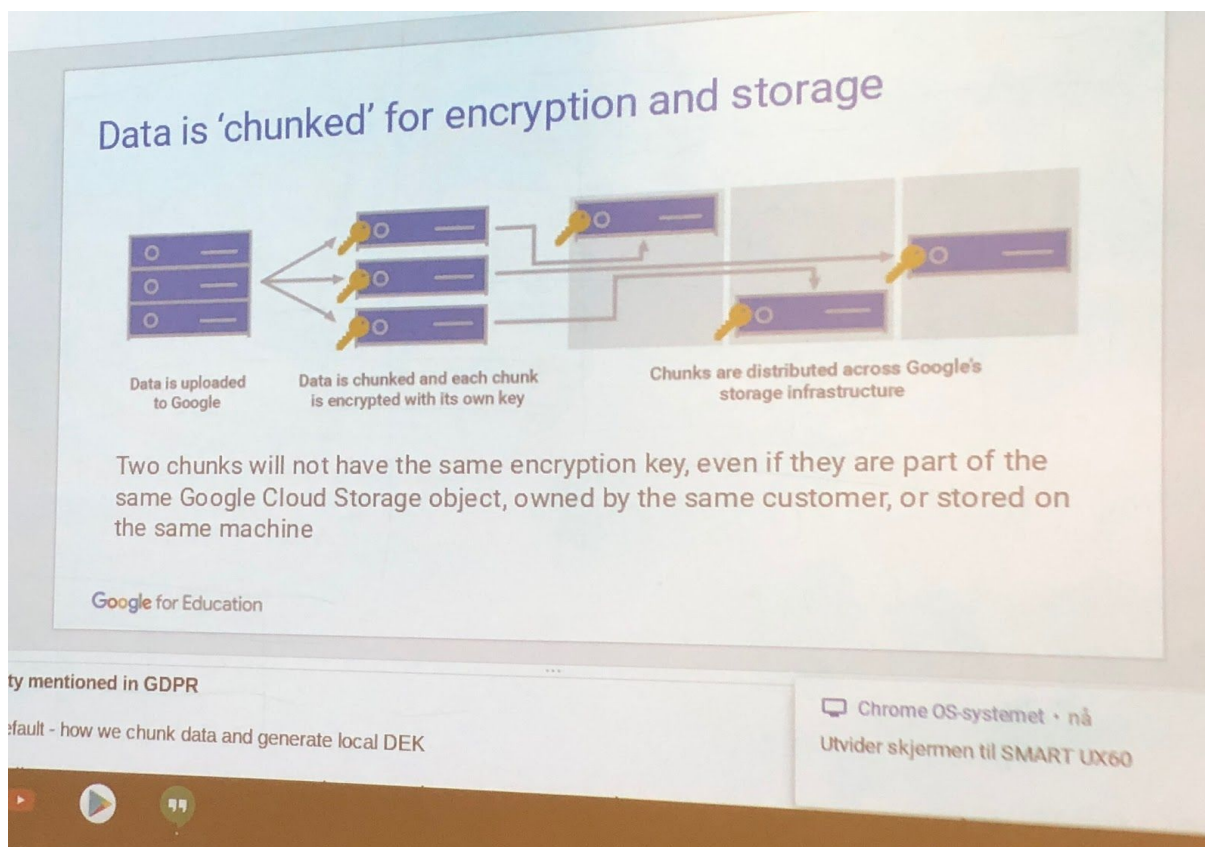 Data is 'chunked' for encryption and storage
Data is uploaded
to Google
Data is chunked and each chunk
is encrypted with its own key
Chunks are distributed across Google's
storage infrastructure
Two chunks will not have the same encryption key, even if they are part of the
same Google Cloud Storage object, owned by the same customer, or stored on
the same machine
Google for Education
ty mentioned in GDPR
efault - how we chunk data and generate local DEK
Chrome OS-systemet • nå
Utvider skjermen til SMART UX60